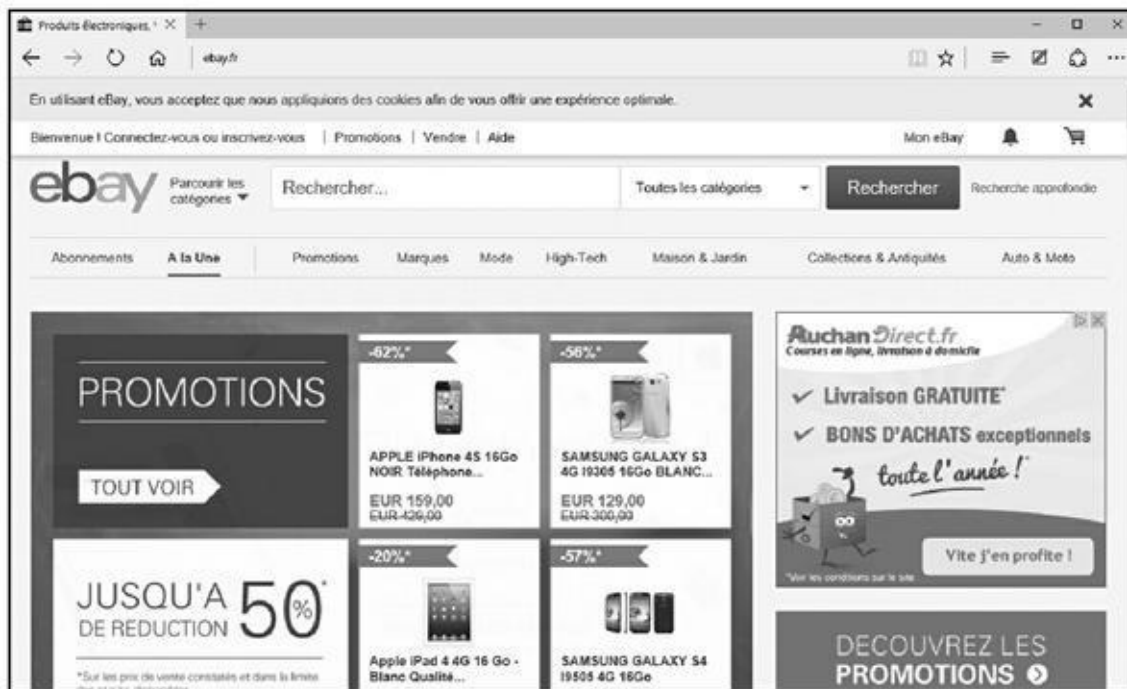 Produits électroniques, 
ebay.fr
En utilisant eBay, vous acceptez que nous appliquions des cookies afin de vous offrir une expérience optimale.
Bienvenue ! Connectez-vous ou inscrivez-vous | Promotions | Vendre | Aide
Mon eBay
ebay
Parcourir les
catégories
Rechercher...
Toutes les catégories
Rechercher
Recherche approfondie
Abonnements
A la Une
Promotions
Marques
Mode
High-Tech
Maison & Jardin
Collections & Antiquités
Auto & Moto
PROMOTIONS
TOUT VOIR
-62%*
APPLE iPhone 4S 16Go
NOIR Téléphone...
EUR 159,00
EUR 429,00
-56%*
SAMSUNG GALAXY S3
4G I9305 16Go BLANC...
EUR 129,00
EUR 300,00
AuchanDirect.fr
Courses en ligne, livraison à domicile
Livraison GRATUITE*
BONS D'ACHATS exceptionnels
toute l'année !*
Vite j'en profite !
*Voir les conditions sur le site
JUSQU'A
DE REDUCTION
50%*
*Sur les prix de vente constatés et dans la limite
-20%*
Apple iPad 4 4G 16 Go -
Blanc Qualité...
-57%*
SAMSUNG GALAXY S4
I9505 4G 16Go
DECOUVREZ LES
PROMOTIONS